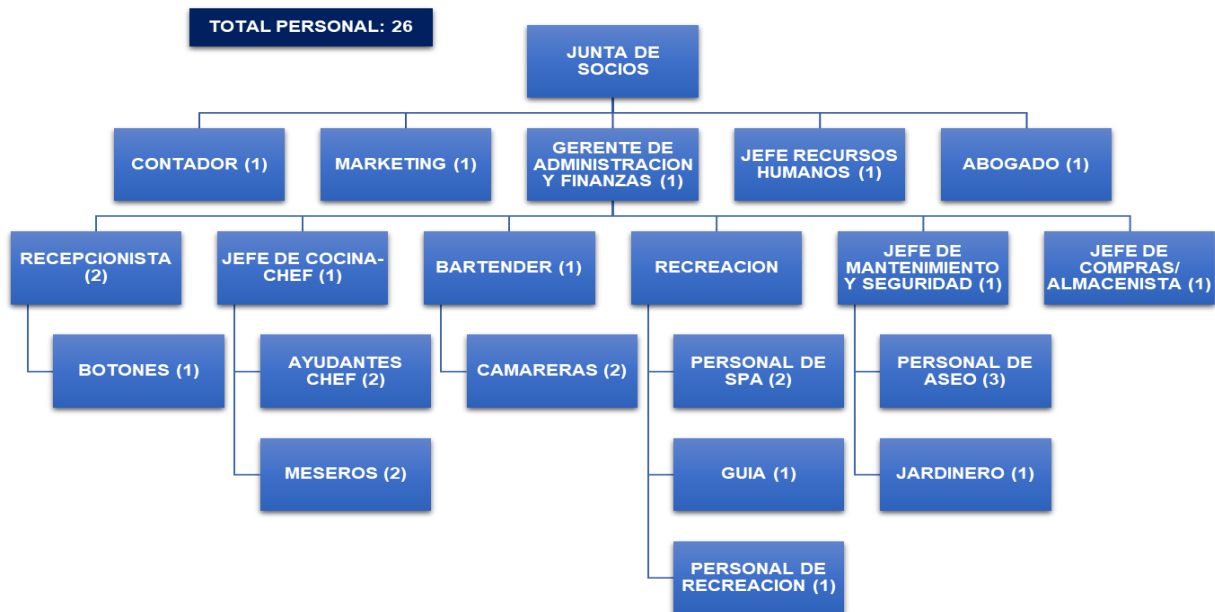 TOTAL PERSONAL: 26
JUNTA DE
SOCIOS
CONTADOR (1)
MARKETING (1)
GERENTE DE
ADMINISTRACION
Y FINANZAS (1)
JEFE RECURSOS
HUMANOS (1)
ABOGADO (1)
RECEPCIONISTA
(2)
JEFE DE COCINA-
CHEF (1)
BARTENDER (1)
RECREACION
JEFE DE
MANTENIMIENTO
Y SEGURIDAD (1)
JEFE DE
COMPRAS/
ALMACENISTA (1)
BOTONES (1)
AYUDANTES
CHEF (2)
CAMARERAS (2)
PERSONAL DE
SPA (2)
PERSONAL DE
ASEO (3)
MESEROS (2)
GUIA (1)
JARDINERO (1)
PERSONAL DE
RECREACION (1)